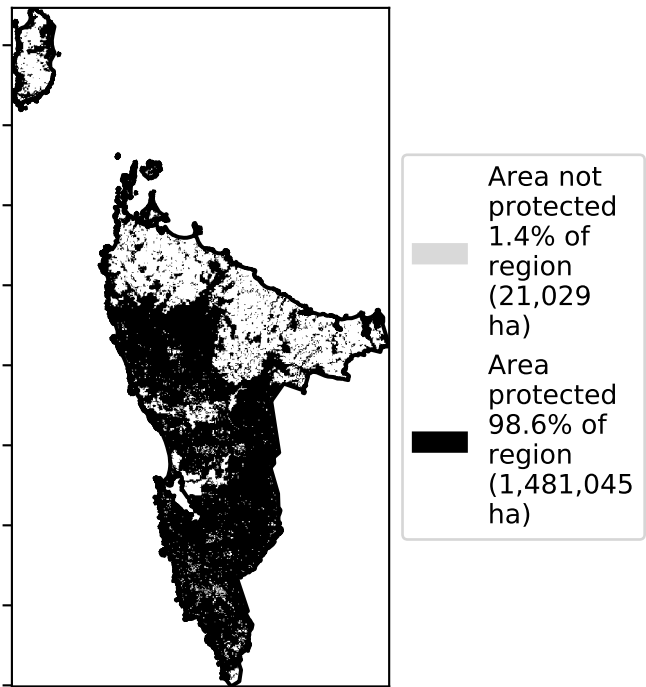 Area not
protected
1.4% of
region
(21,029
ha)
Area
protected
98.6% of
region
(1,481,045
ha)